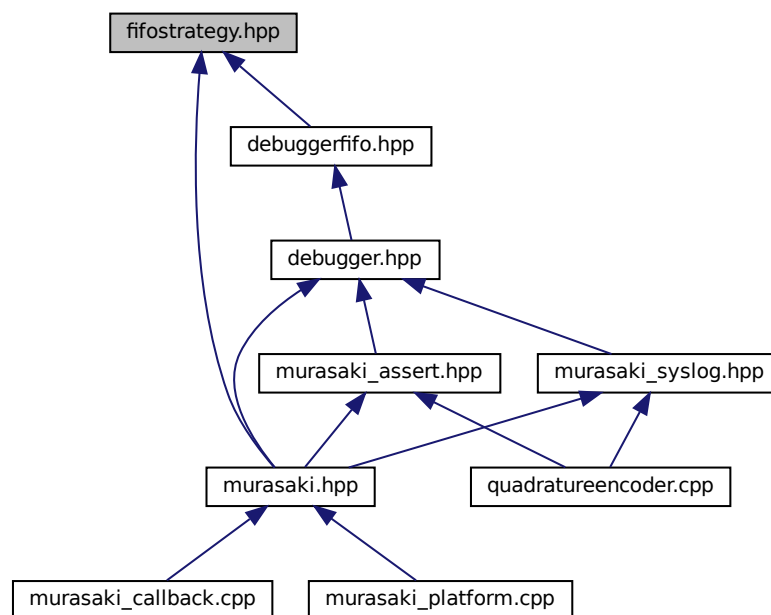 fifostrategy.hpp
debuggerfifo.hpp
debugger.hpp
murasaki_assert.hpp
murasaki_syslog.hpp
murasaki.hpp
quadratureencoder.cpp
murasaki_callback.cpp
murasaki_platform.cpp